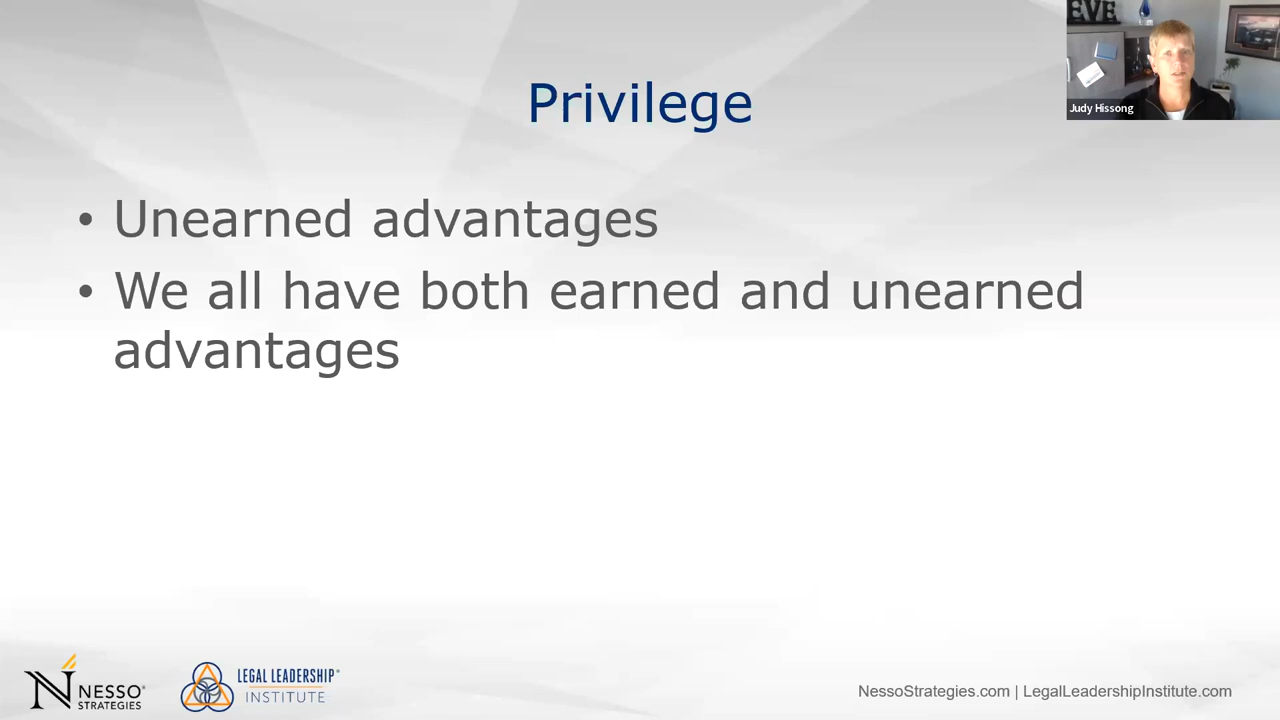 EVE
Judy Hissong
Privilege
• Unearned advantages
• We all have both earned and unearned
advantages
NESSO®
STRATEGIES
LEGAL LEADERSHIP®
INSTITUTE
NessoStrategies.com | LegalLeadershipInstitute.com